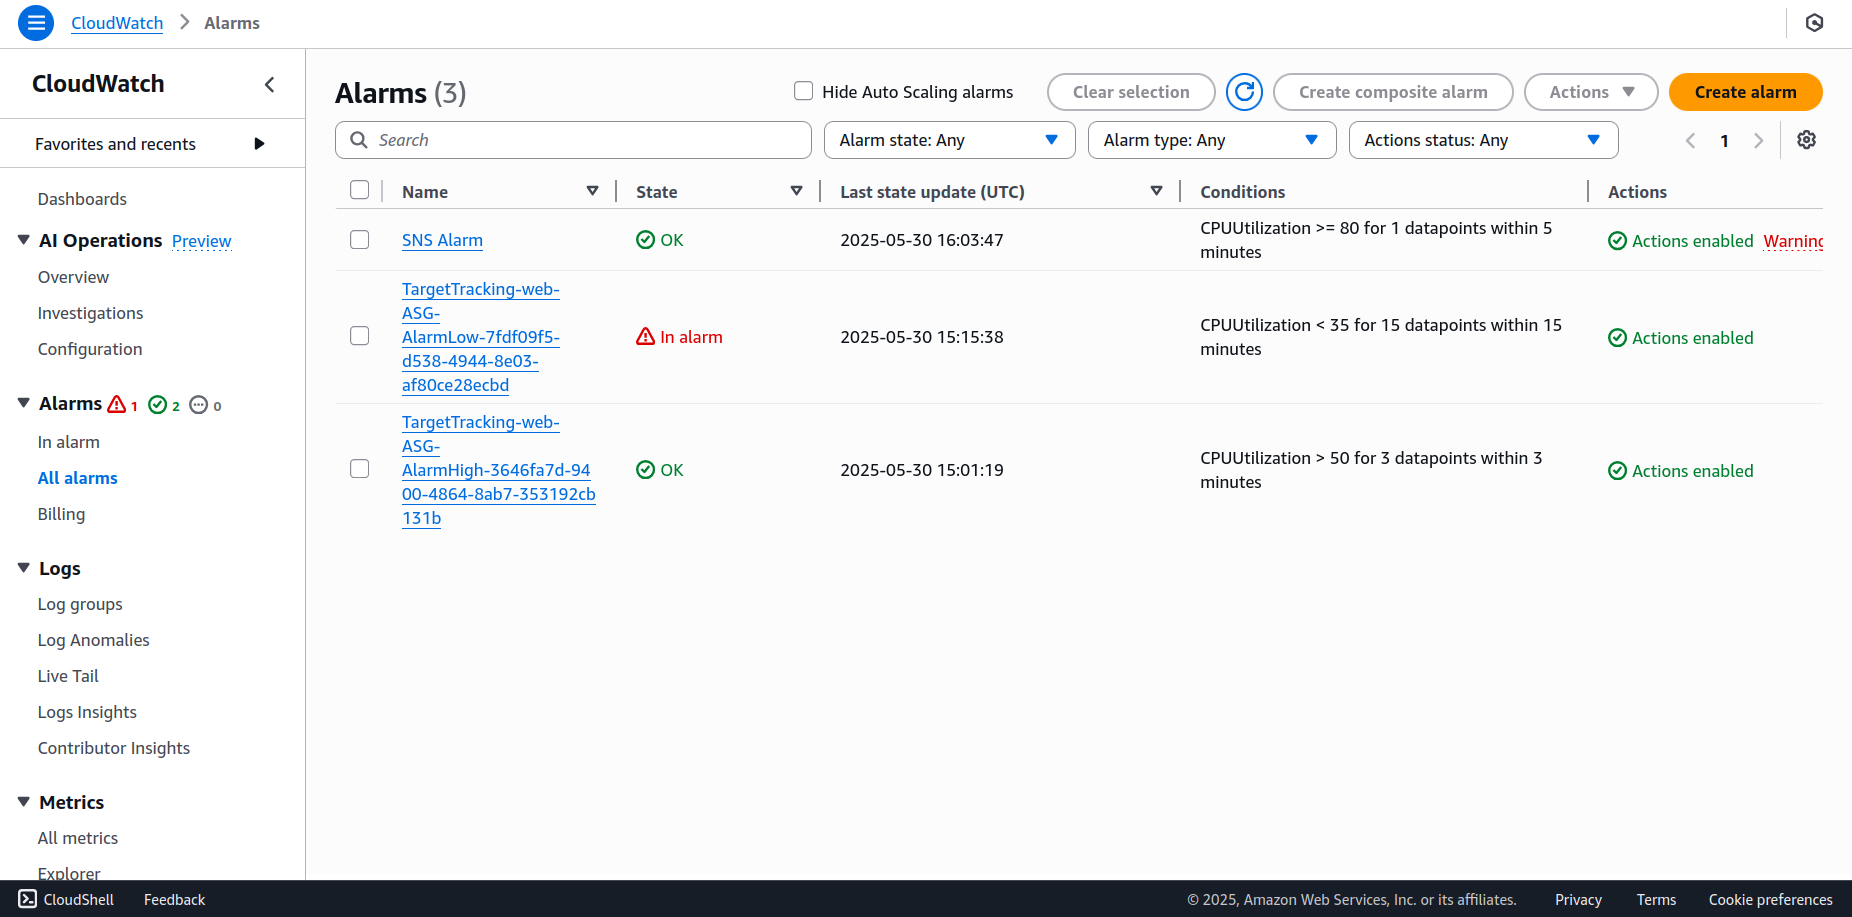 CloudWatch > Alarms
CloudWatch
Favorites and recents
Dashboards
AI Operations Preview
Overview
Investigations
Configuration
Alarms 1 2 0
In alarm
All alarms
Billing
Logs
Log groups
Log Anomalies
Live Tail
Logs Insights
Contributor Insights
Metrics
All metrics
Explorer
Alarms (3)
Hide Auto Scaling alarms
Clear selection
Create composite alarm
Actions
Create alarm
Search
Alarm state: Any
Alarm type: Any
Actions status: Any
1
Name State Last state update (UTC) Conditions Actions
SNS Alarm
OK
2025-05-30 16:03:47
CPUUtilization >= 80 for 1 datapoints within 5
minutes
Actions enabled Warning
TargetTracking-web-
ASG-
AlarmLow-7fdf09f5-
d538-4944-8e03-
af80ce28ecbd
In alarm
2025-05-30 15:15:38
CPUUtilization < 35 for 15 datapoints within 15
minutes
Actions enabled
TargetTracking-web-
ASG-
AlarmHigh-3646fa7d-94
00-4864-8ab7-353192cb
131b
OK
2025-05-30 15:01:19
CPUUtilization > 50 for 3 datapoints within 3
minutes
Actions enabled
CloudShell Feedback © 2025, Amazon Web Services, Inc. or its affiliates. Privacy Terms Cookie preferences